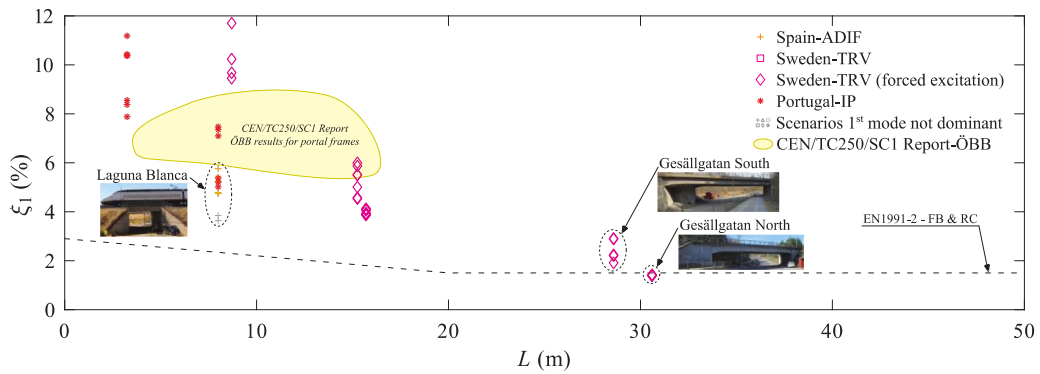 12
10
8
6
4
2
0
ξ1 (%)
0
10
20
30
40
50
L (m)
Spain-ADIF
Sweden-TRV
Sweden-TRV (forced excitation)
Portugal-IP
Scenarios 1st mode not dominant
CEN/TC250/SC1 Report-ÖBB
CEN/TC250/SC1 Report
ÖBB results for portal frames
Laguna Blanca
Gesällgatan South
Gesällgatan North
EN1991-2 - FB & RC